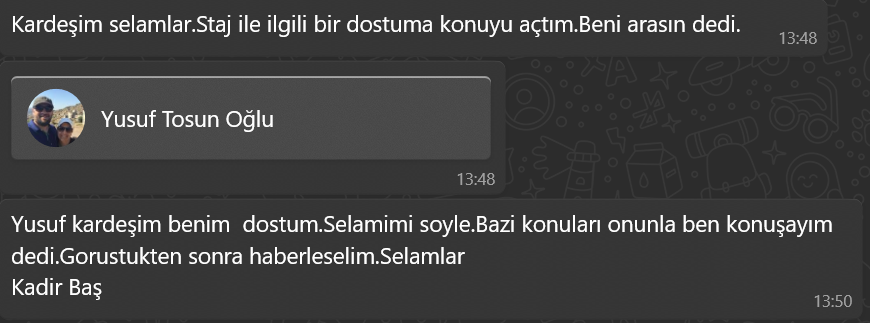 Kardeşim selamlar.Staj ile ilgili bir dostuma konuyu açtım.Beni arasın dedi.
13:48
Yusuf Tosun Oğlu
13:48
Yusuf kardeşim benim  dostum.Selamimi soyle.Bazi konuları onunla ben konuşayım
dedi.Gorustukten sonra haberleselim.Selamlar
Kadir Baş
13:50